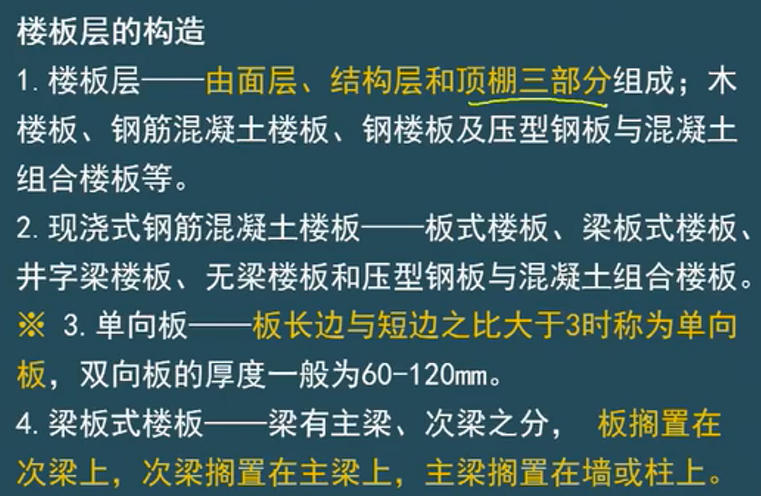 楼板层的构造
1.楼板层——由面层、结构层和顶棚三部分组成；木
楼板、钢筋混凝土楼板、钢楼板及压型钢板与混凝土
组合楼板等。
2.现浇式钢筋混凝土楼板——板式楼板、梁板式楼板、
井字梁楼板、无梁楼板和压型钢板与混凝土组合楼板。
※ 3.单向板——板长边与短边之比大于3时称为单向
板，双向板的厚度一般为60-120mm。
4.梁板式楼板——梁有主梁、次梁之分， 板搁置在
次梁上，次梁搁置在主梁上，主梁搁置在墙或柱上。